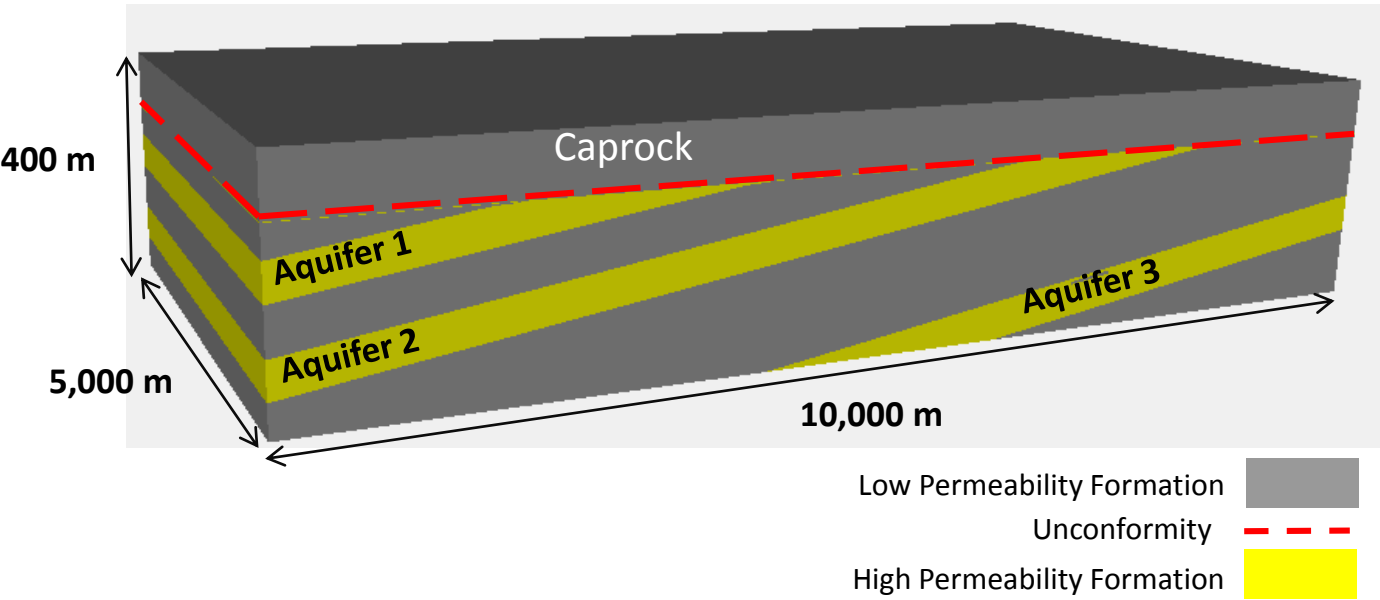 Caprock
400 m
Aquifer 1
Aquifer 3
Aquifer 2
5,000 m
10,000 m
Low Permeability Formation
Unconformity
High Permeability Formation